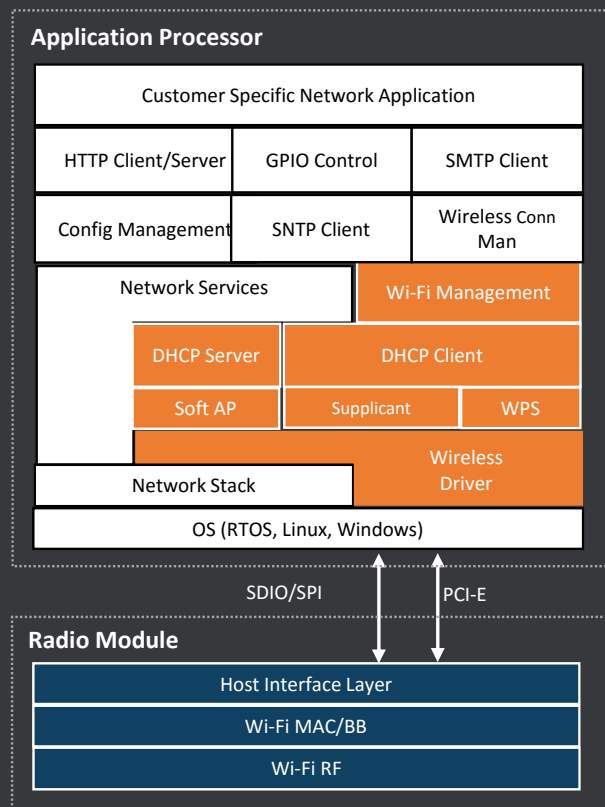 Application Processor
Customer Specific Network Application
HTTP Client/Server
GPIO Control
SMTP Client
Config Management
SNTP Client
Wireless Conn
Man
Network Services
Wi-Fi Management
DHCP Server
DHCP Client
Soft AP
Supplicant
WPS
Wireless
Driver
Network Stack
OS (RTOS, Linux, Windows)
SDIO/SPI
PCI-E
Radio Module
Host Interface Layer
Wi-Fi MAC/BB
Wi-Fi RF